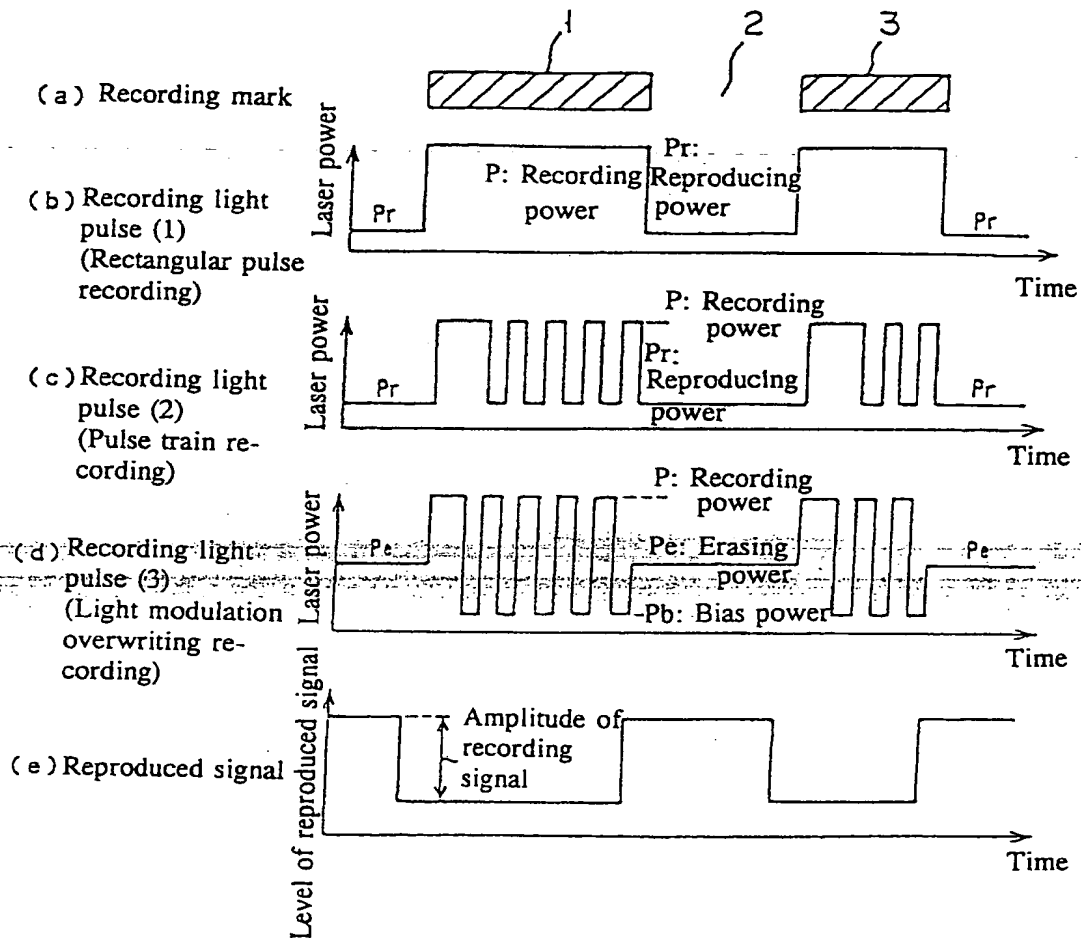 1
2
3
(a) Recording mark
Laser power
P: Recording
power
Pr:
Reproducing
power
Pr
Pr
(b) Recording light
pulse (1)
(Rectangular pulse
recording)
Time
Laser power
P: Recording
power
Pr:
Reproducing
power
Pr
Pr
(c) Recording light
pulse (2)
(Pulse train re-
cording)
Time
Laser power
P: Recording
power
Pe
Pe: Erasing
power
Pe
Pb: Bias power
(d) Recording light
pulse (3)
(Light modulation
overwriting re-
cording)
Time
Level of reproduced signal
Amplitude of
recording
signal
(e) Reproduced signal
Time